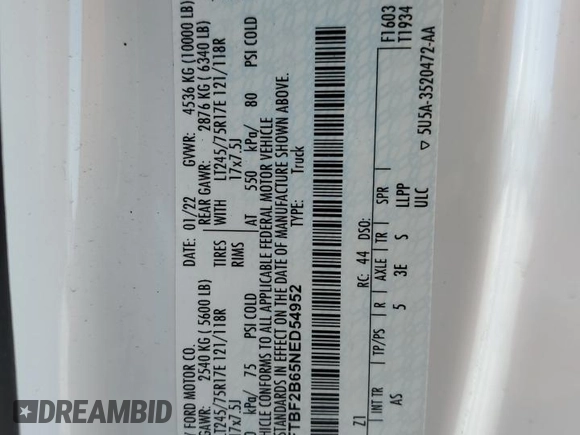 Y FORD MOTOR CO.
DATE: 01/22 GVWR: 4536 KG (10000 LB)
GAWR: 2540 KG ( 5600 LB)
REAR GAWR: 2876 KG ( 6340 LB)
LT245/75R17E 121/118R
TIRES WITH LT245/75R17E 121/118R
17x7.5J
RIMS 17x7.5J
kPa/ 75 PSI COLD
AT 550 kPa/ 80 PSI COLD
VEHICLE CONFORMS TO ALL APPLICABLE FEDERAL MOTOR VEHICLE
STANDARDS IN EFFECT ON THE DATE OF MANUFACTURE SHOWN ABOVE.
FTBF2B65NED54952
TYPE: Truck
F1603
T1934
RC: 44 DSO:
Z1
INT TR TP/PS R AXLE TR SPR
AS 5 3E S LLPP
ULC
▽ 5U5A-3520472-AA
DREAMBID